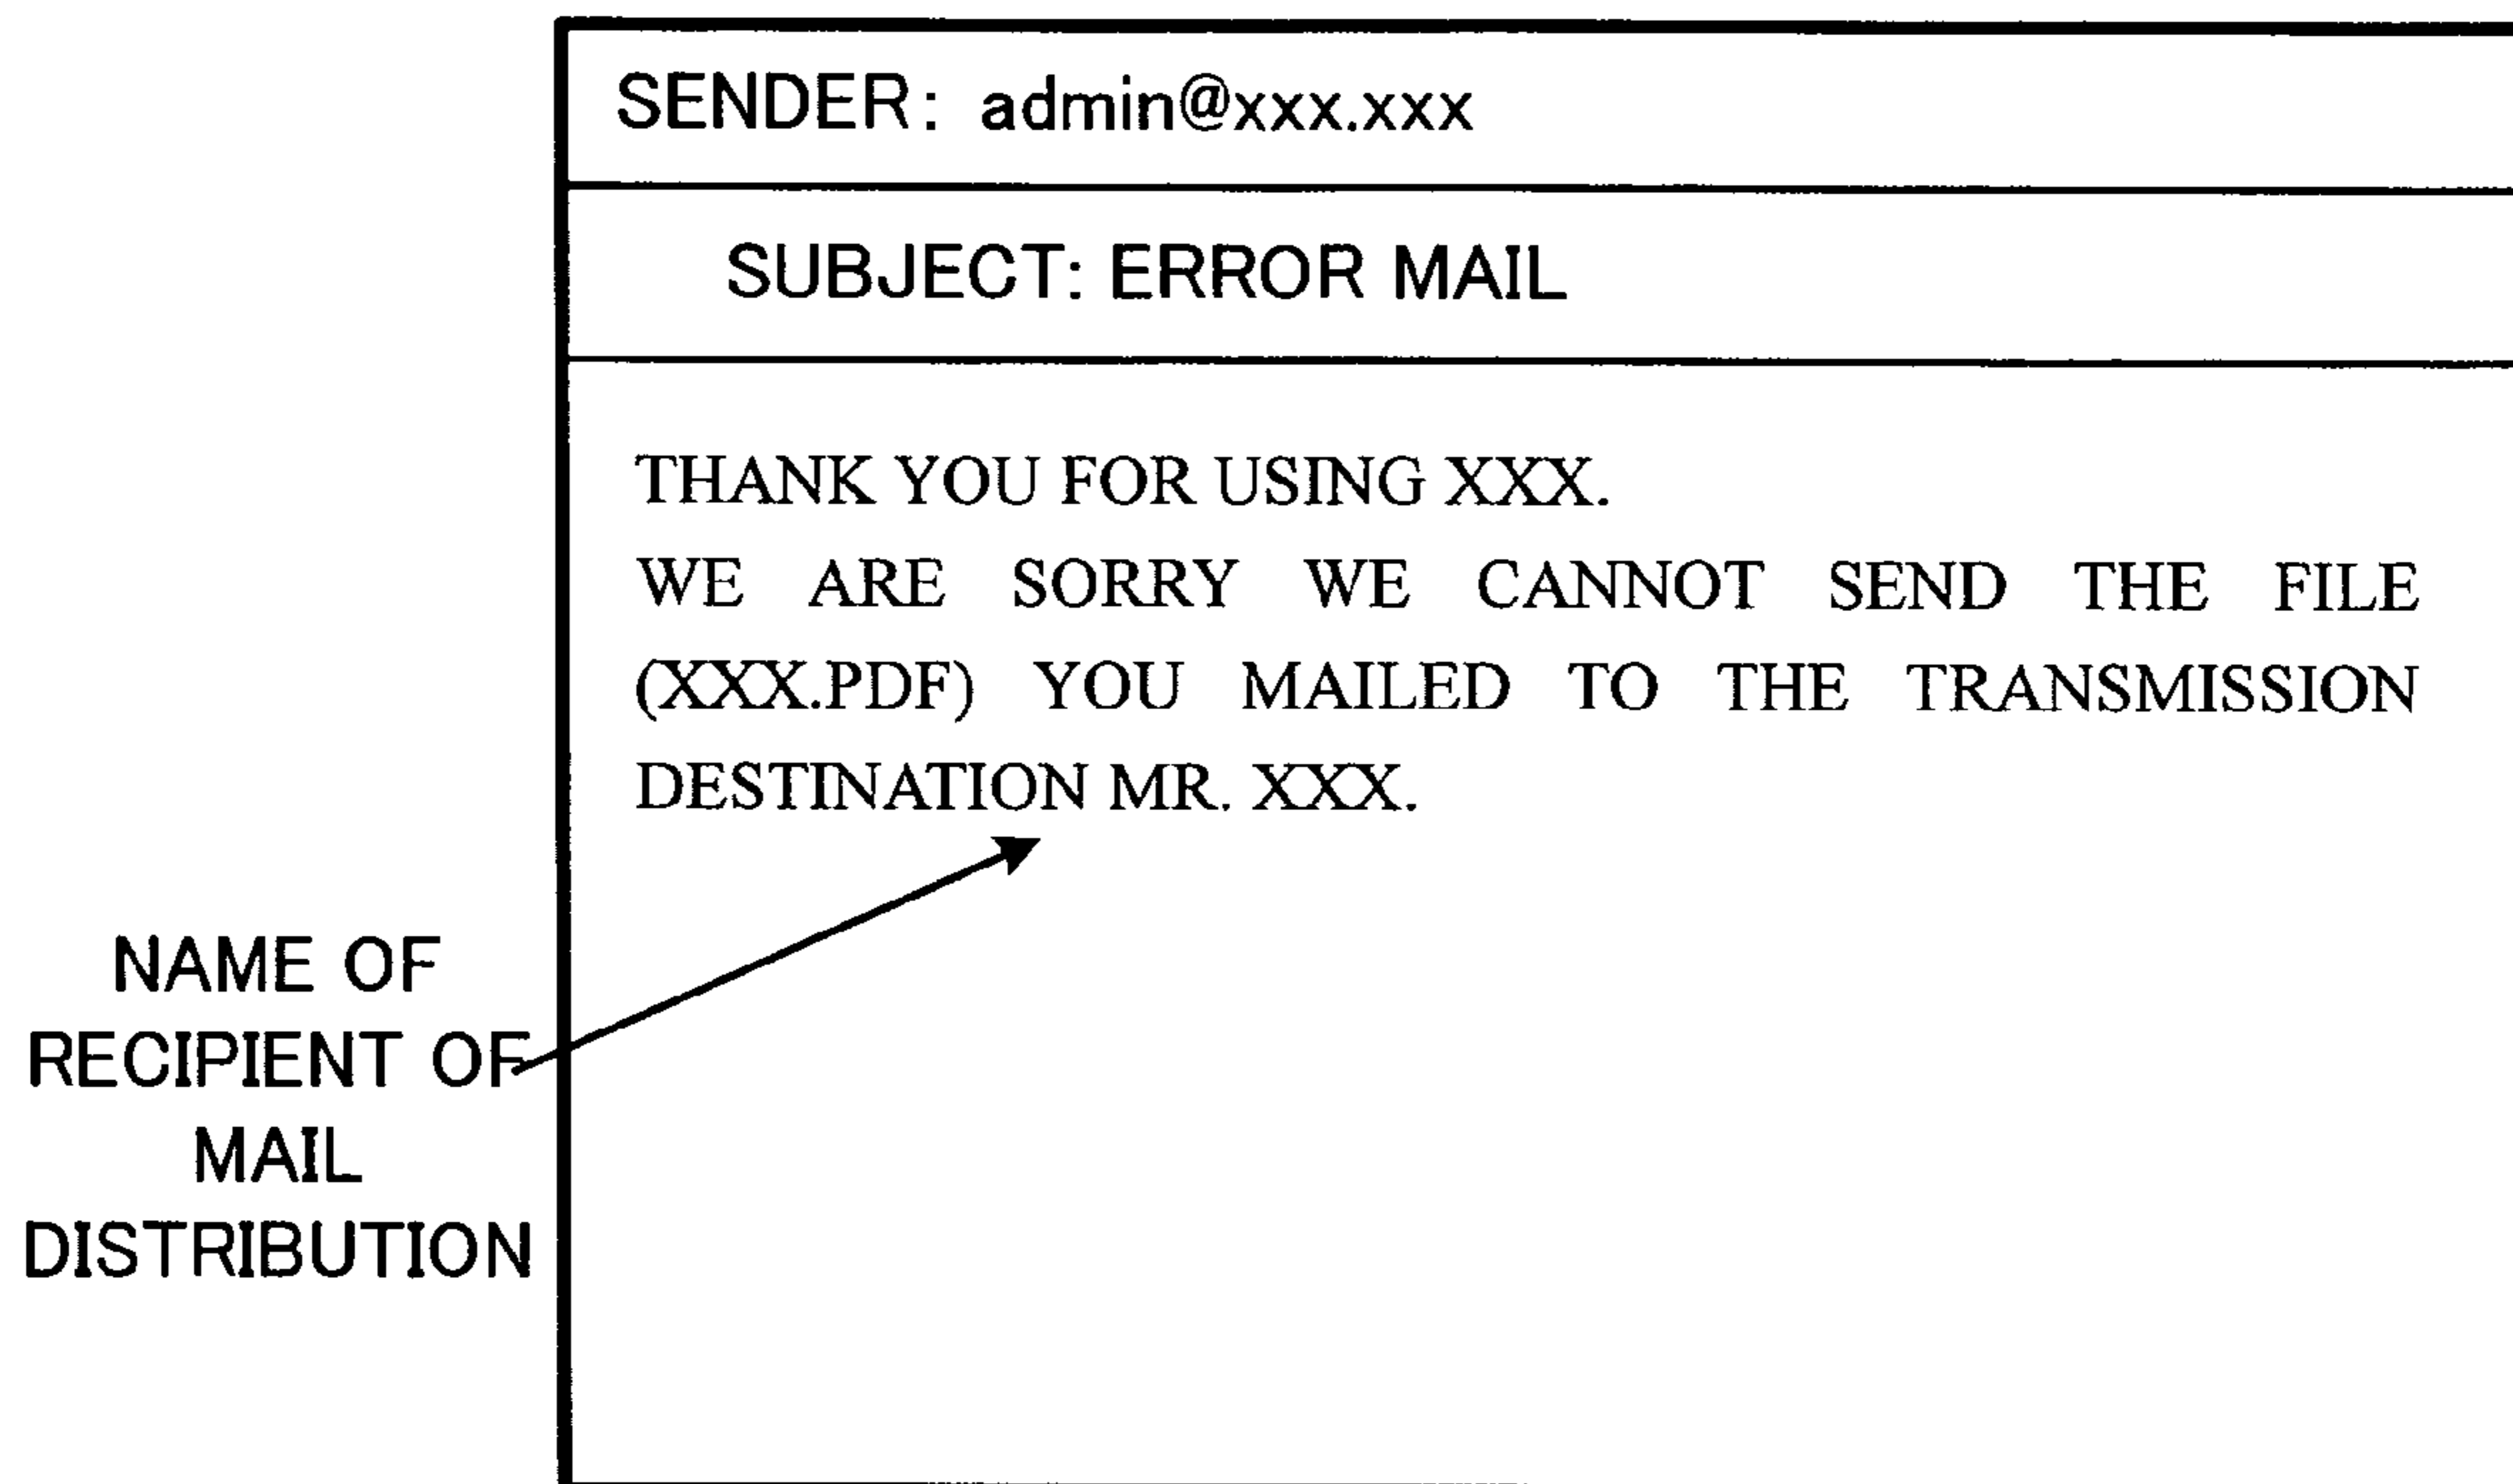 SENDER: admin@xxx.xxx
SUBJECT: ERROR MAIL
THANK YOU FOR USING XXX.
WE ARE SORRY WE CANNOT SEND THE FILE
(XXX.PDF) YOU MAILED TO THE TRANSMISSION
DESTINATION MR. XXX.
NAME OF
RECIPIENT OF
MAIL
DISTRIBUTION